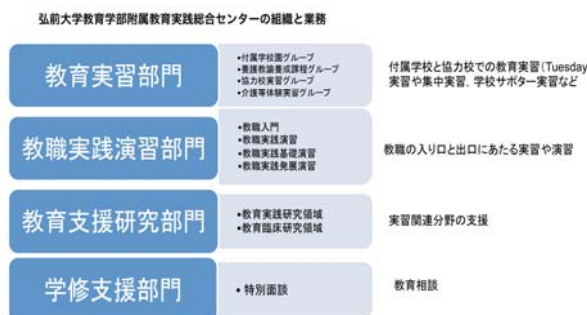 弘前大学教育学部附属教育実践総合センターの組織と業務
教育実習部門
•付属学校園グループ
•養護教諭養成課程グループ
•協力校実習グループ
•介護等体験実習グループ
付属学校と協力校での教育実習(Tuesday
実習や集中実習, 学校サポター実習など
教職実践演習部門
•教職入門
•教職実践演習
•教職実践基礎演習
•教職実践発展演習
教職の入り口と出口にあたる実習や演習
教育支援研究部門
•教育実践研究領域
•教育臨床研究領域
実習関連分野の支援
学修支援部門
•特別面談
教育相談